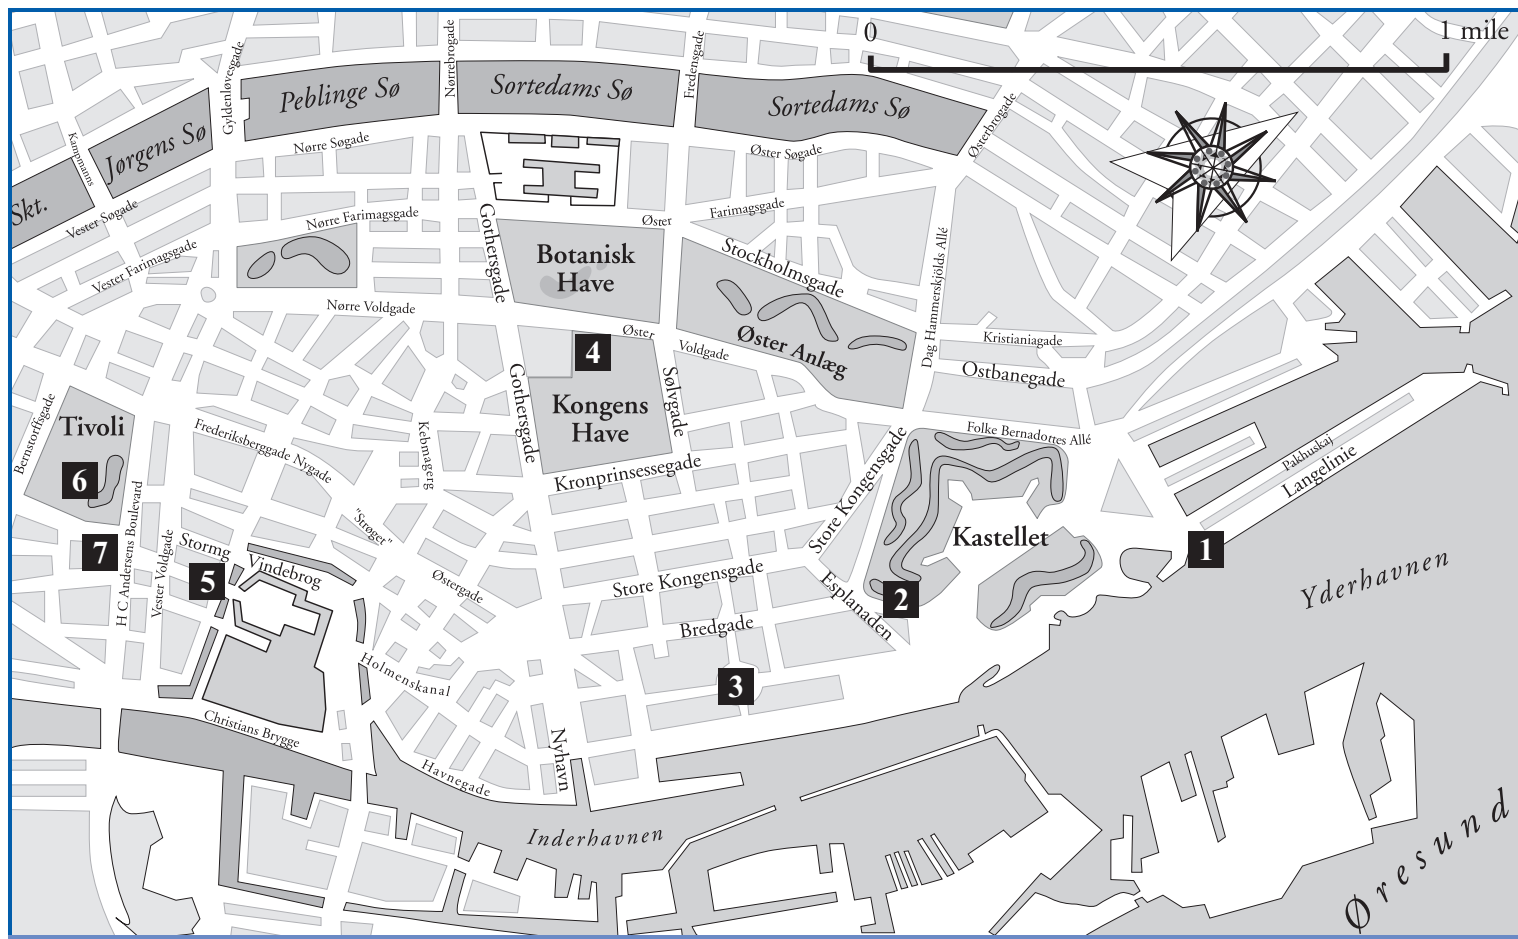 0
1 mile
Gyldenløvesgade
Nørrebrogade
Fredensgade
Peblinge Sø
Sortedams Sø
Sortedams Sø
Østerbrogade
Kampmanns
Jørgens Sø
Skt.
Nørre Søgade
Øster Søgade
Vester Søgade
Nørre Farimagsgade
Øster
Farimagsgade
Vester Farimagsgade
Gothersgade
Botanisk
Have
Stockholmsgade
Dag Hammerskjölds Allé
Nørre Voldgade
Øster
Voldgade
Øster Anlæg
Kristianiagade
Ostbanegade
4
Gothersgade
Sølvgade
Kongens
Have
Bernstorffsgade
Tivoli
6
Frederiksberggade Nygade
Kebmagerg
Kronprinsessegade
Store Kongensgade
Folke Bernadottes Allé
Pakhuskaj
Langelinie
Kastellet
1
7
H C Andersens Boulevard
Vester Voldgade
Stormg
"Strøget"
5
Vindebrog
Østergade
Store Kongensgade
Esplanaden
2
Yderhavnen
Bredgade
3
Holmenskanal
Christians Brygge
Nyhavn
Havnegade
Inderhavnen
Øresund